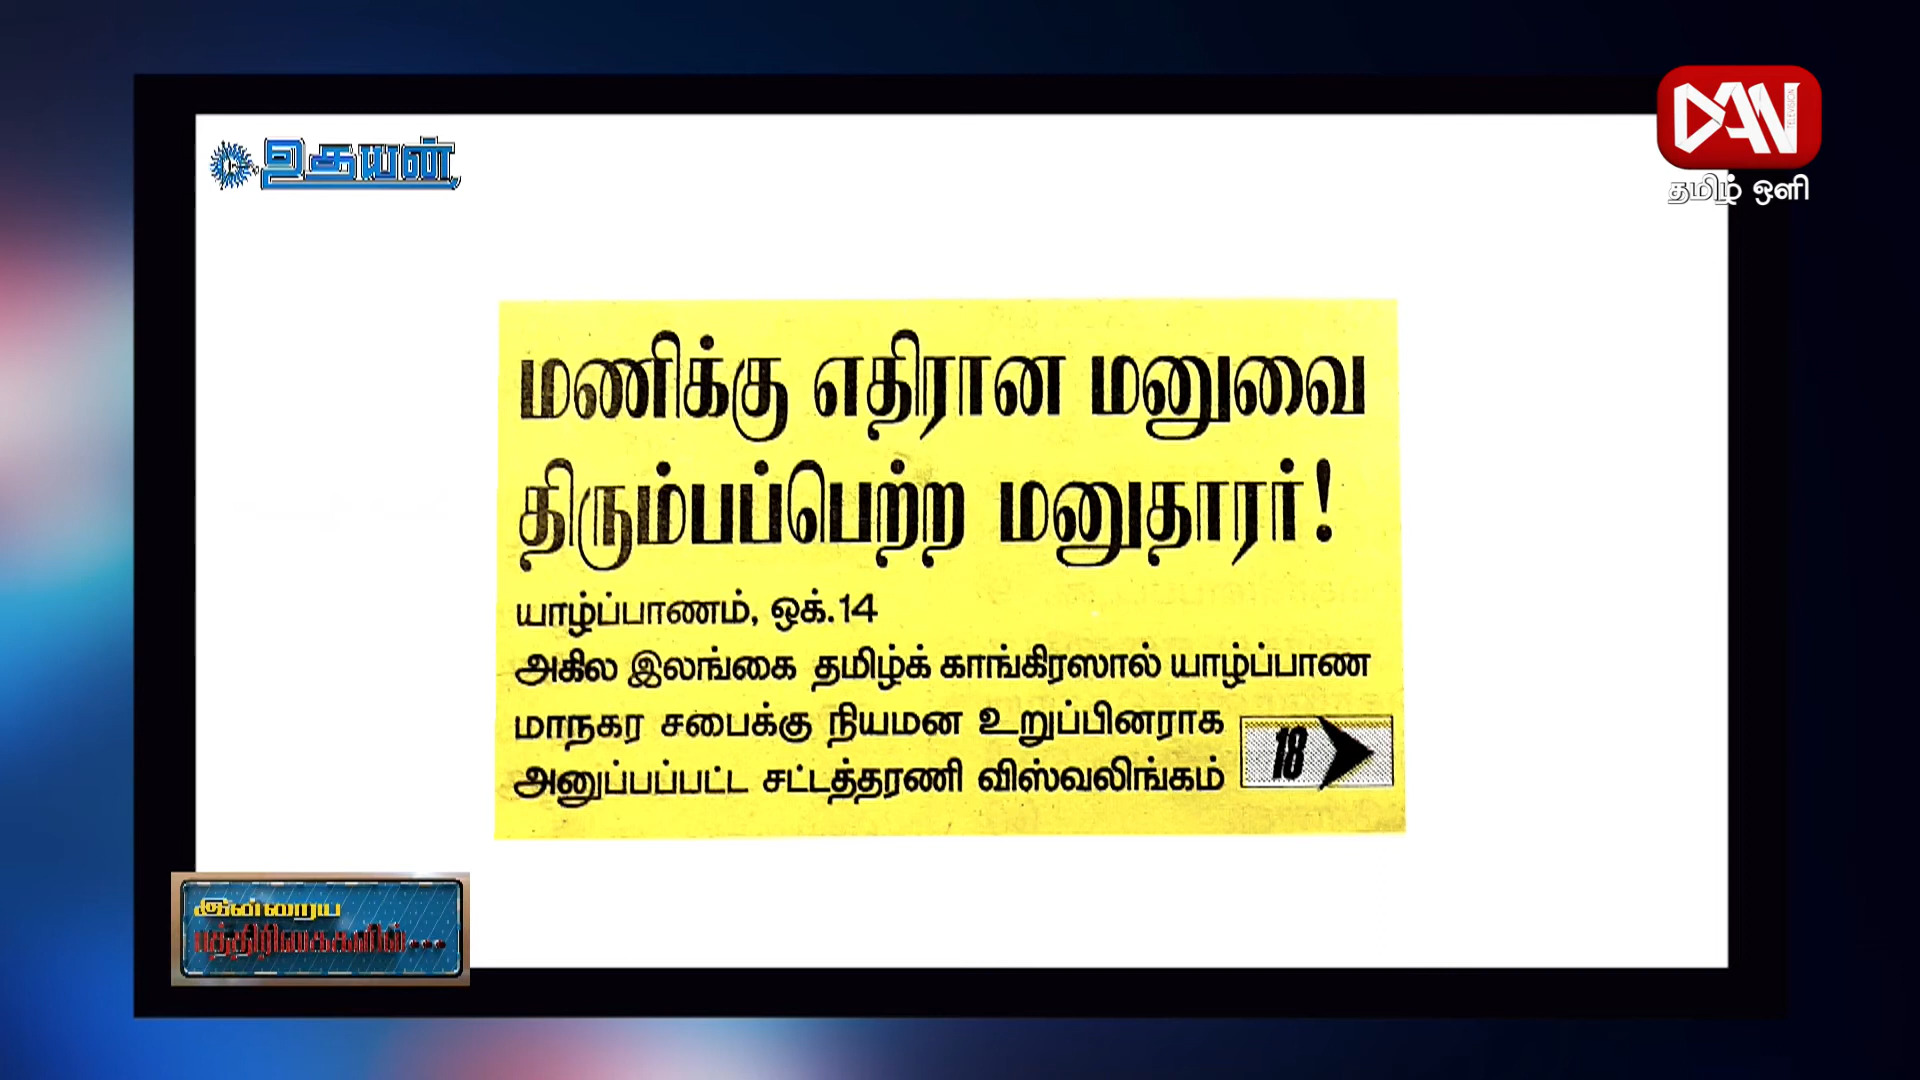 உதயன்
DAN
TELEVISION
தமிழ் ஒளி
மணிக்கு எதிரான மனுவை
திரும்பப்பெற்ற மனுதாரர்!
யாழ்ப்பாணம், ஒக்.14
அகில இலங்கை தமிழ்க் காங்கிரஸால் யாழ்ப்பாண
மாநகர சபைக்கு நியமன உறுப்பினராக
அனுப்பப்பட்ட சட்டத்தரணி விஸ்வலிங்கம்
18
இன்றைய
பத்திரிகைகளில்...